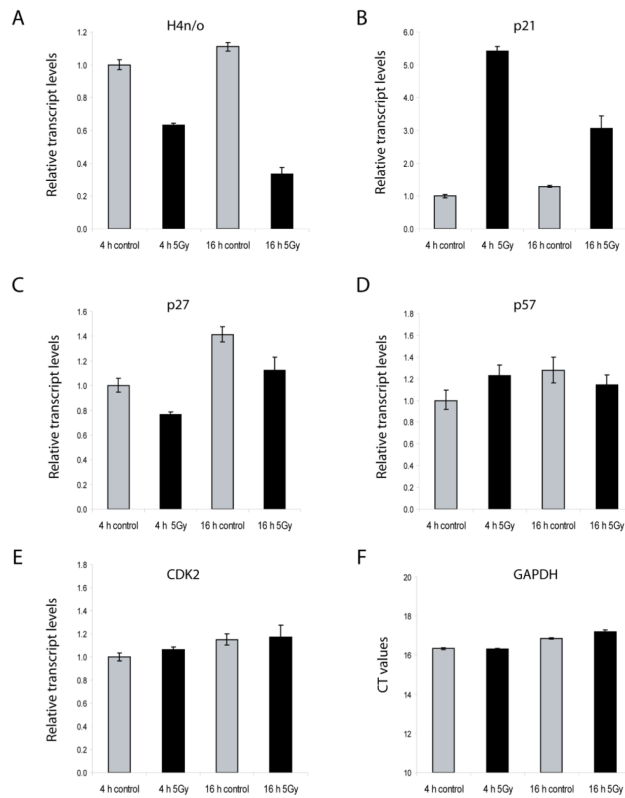 A
H4n/o
Relative transcript levels
1.2
1.0
0.8
0.6
0.4
0.2
0.0
4 h control
4 h 5Gy
16 h control
16 h 5Gy
B
p21
Relative transcript levels
6.0
5.0
4.0
3.0
2.0
1.0
0.0
4 h control
4 h 5Gy
16 h control
16 h 5Gy
C
p27
Relative transcript levels
1.6
1.4
1.2
1.0
0.8
0.6
0.4
0.2
0.0
4 h control
4 h 5Gy
16 h control
16 h 5Gy
D
p57
Relative transcript levels
1.8
1.6
1.4
1.2
1.0
0.8
0.6
0.4
0.2
0.0
4 h control
4 h 5Gy
16 h control
16 h 5Gy
E
CDK2
Relative transcript levels
1.8
1.6
1.4
1.2
1.0
0.8
0.6
0.4
0.2
0.0
4 h control
4 h 5Gy
16 h control
16 h 5Gy
F
GAPDH
CT values
20
18
16
14
12
10
4 h control
4 h 5Gy
16 h control
16 h 5Gy